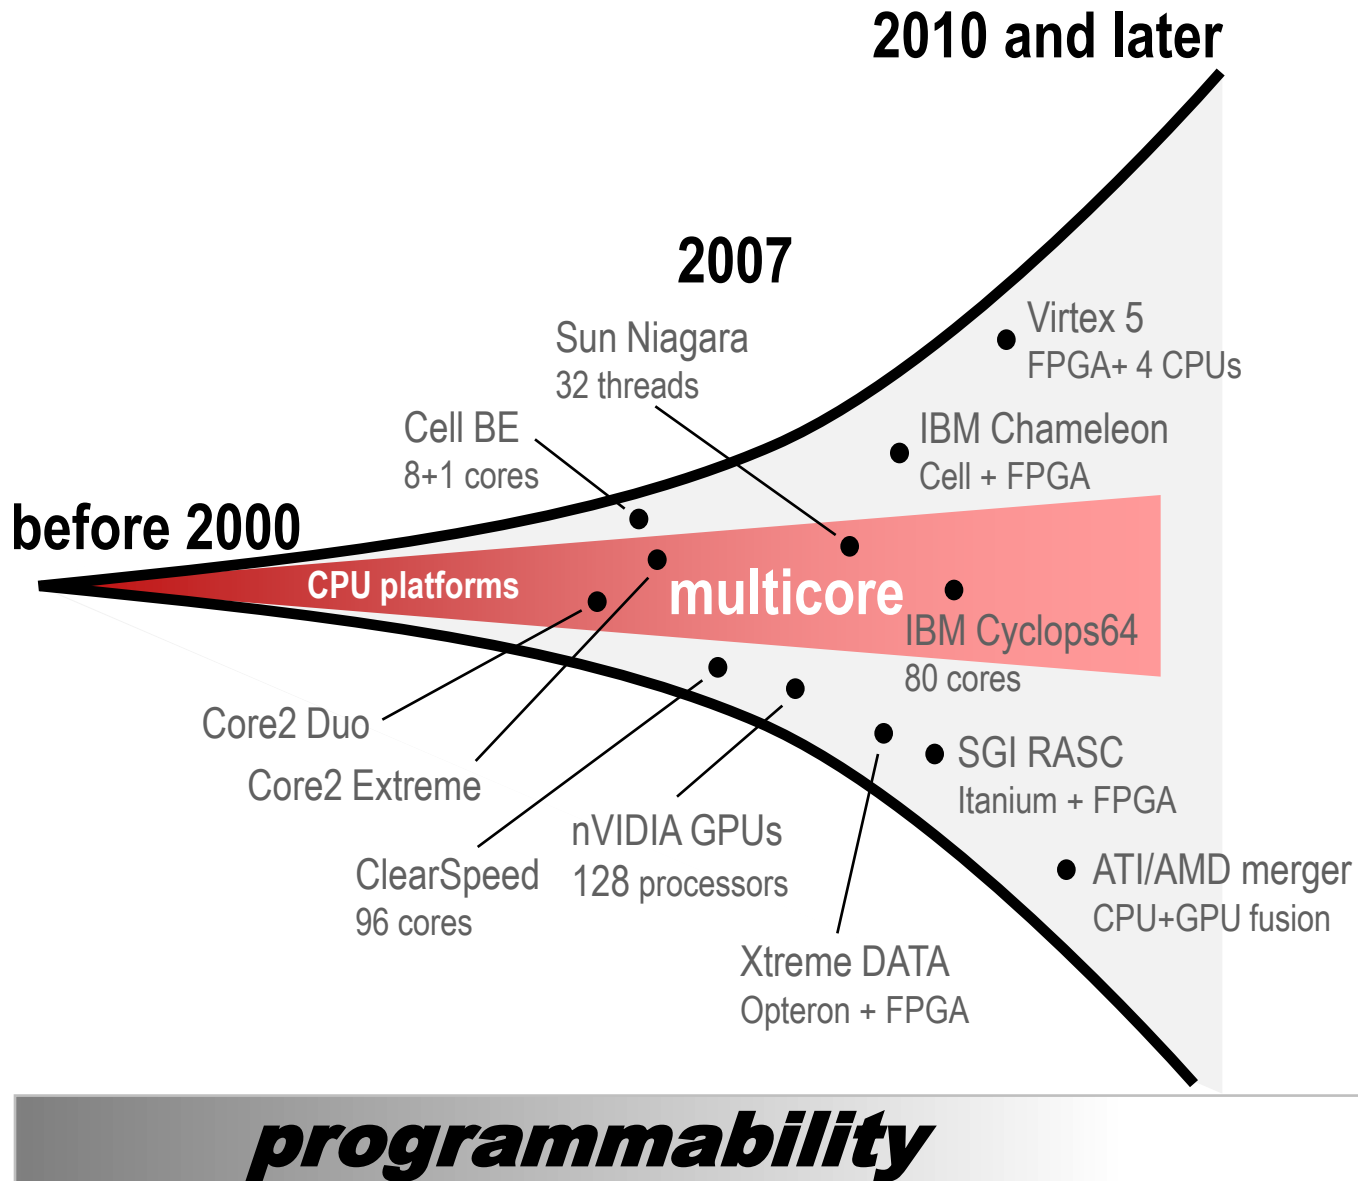 2010 and later
2007
Virtex 5
FPGA+ 4 CPUs
Sun Niagara
32 threads
Cell BE
8+1 cores
IBM Chameleon
Cell + FPGA
before 2000
CPU platforms
multicore
IBM Cyclops64
80 cores
Core2 Duo
Core2 Extreme
SGI RASC
Itanium + FPGA
nVIDIA GPUs
128 processors
ClearSpeed
96 cores
ATI/AMD merger
CPU+GPU fusion
Xtreme DATA
Opteron + FPGA
programmability